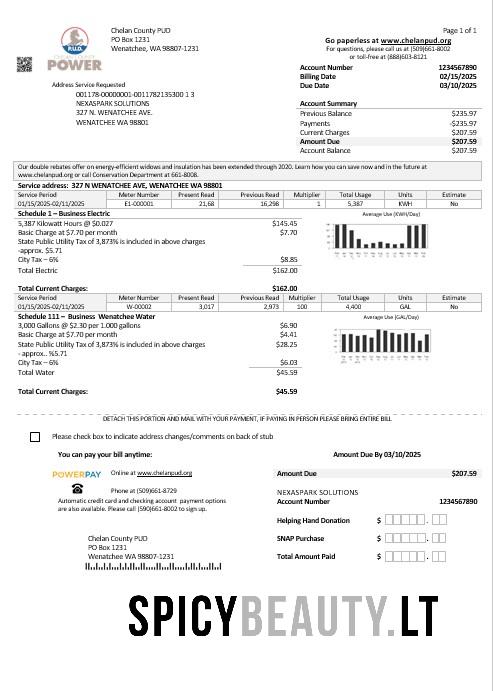 P.U.D.
CHELAN COUNTY
POWER
Chelan County PUD
PO Box 1231
Wenatchee, WA 98807-1231
Page 1 of 1
Go paperless at www.chelanpud.org
For questions, please call us at (509)661-8002
or toll-free at (888)603-8121
Account Number 1234567890
Billing Date 02/15/2025
Due Date 03/10/2025
Address Service Requested
001178-00000001-0011782135300 1 3
NEXASPARK SOLUTIONS
327 N. WENATCHEE AVE.
WENATCHEE WA 98801
Account Summary
Previous Balance $235.97
Payments -$235.97
Current Charges $207.59
Amount Due $207.59
Account Balance $207.59
Our double rebates offer on energy-efficient widows and insulation has been extended through 2020. Learn how you can save now and in the future at
www.chelanpud.org or call Conservation Department at 661-8008.
Service address: 327 N WENATCHEE AVE, WENATCHEE WA 98801
Service Period Meter Number Present Read Previous Read Multiplier Total Usage Units Estimate
01/15/2025-02/11/2025 E1-000001 21,68 16,298 1 5,387 KWH No
Schedule 1 – Business Electric
Average Use (KWH/Day)
5,387 Kilowatt Hours @ $0.027 $145.45
Basic Charge at $7.70 per month $7.70
State Public Utility Tax of 3,873% is included in above charges
-approx. $5.71
City Tax – 6% $8.85
Total Electric $162.00
Total Current Charges: $162.00
Service Period Meter Number Present Read Previous Read Multiplier Total Usage Units Estimate
01/15/2025-02/11/2025 W-00002 3,017 2,973 100 4,400 GAL No
Schedule 111 – Business Wenatchee Water
Average Use (GAL/Day)
3,000 Gallons @ $2.30 per 1.000 gallons $6.90
Basic Charge at $7.70 per month $4.41
State Public Utility Tax of 3,873% is included in above charges $28.25
- approx.. %5.71
City Tax – 6% $6.03
Total Water $45.59
Total Current Charges: $45.59
DETACH THIS PORTION AND MAIL WITH YOUR PAYMENT, IF PAYING IN PERSON PLEASE BRING ENTIRE BILL
Please check box to indicate address changes/comments on back of stub
You can pay your bill anytime:
Amount Due By 03/10/2025
POWERPAY Online at www.chelanpud.org
Amount Due $207.59
Phone at (509)661-8729
Automatic credit card and checking account payment options
are also available. Please call (590)661-8002 to sign up.
NEXASPARK SOLUTIONS
Account Number 1234567890
Helping Hand Donation $ .
SNAP Purchase $ .
Total Amount Paid $ .
Chelan County PUD
PO Box 1231
Wenatchee WA 98807-1231
SPICYBEAUTY.LT